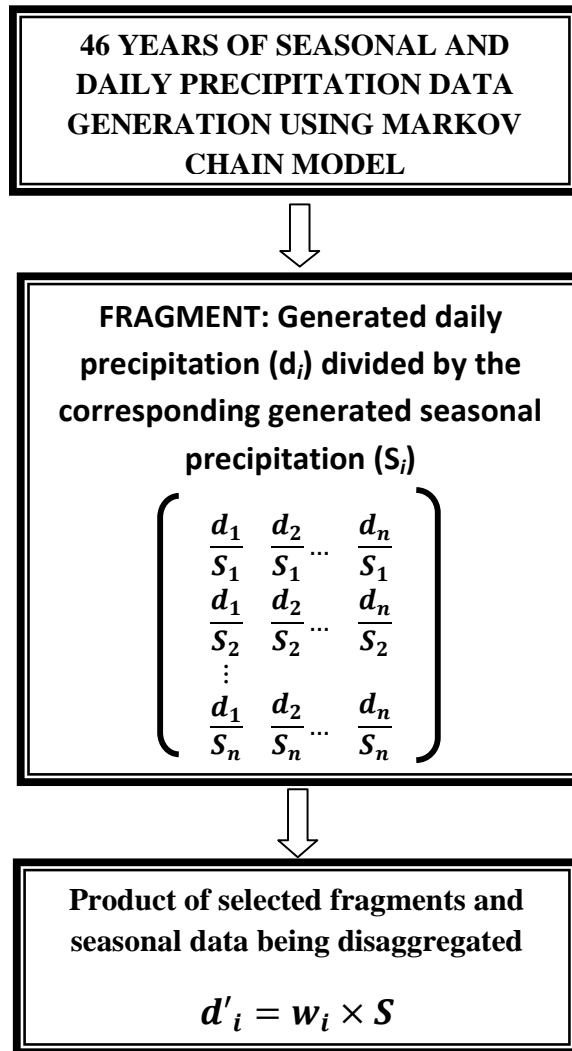 46 YEARS OF SEASONAL AND
DAILY PRECIPITATION DATA
GENERATION USING MARKOV
CHAIN MODEL
FRAGMENT: Generated daily
precipitation (dᵢ) divided by the
corresponding generated seasonal
precipitation (Sᵢ)
d₁/S₁ d₂/S₁ ... dₙ/S₁
d₁/S₂ d₂/S₂ ... dₙ/S₂
⋮
d₁/Sₙ d₂/Sₙ ... dₙ/Sₙ
Product of selected fragments and
seasonal data being disaggregated
d'ᵢ = wᵢ × S